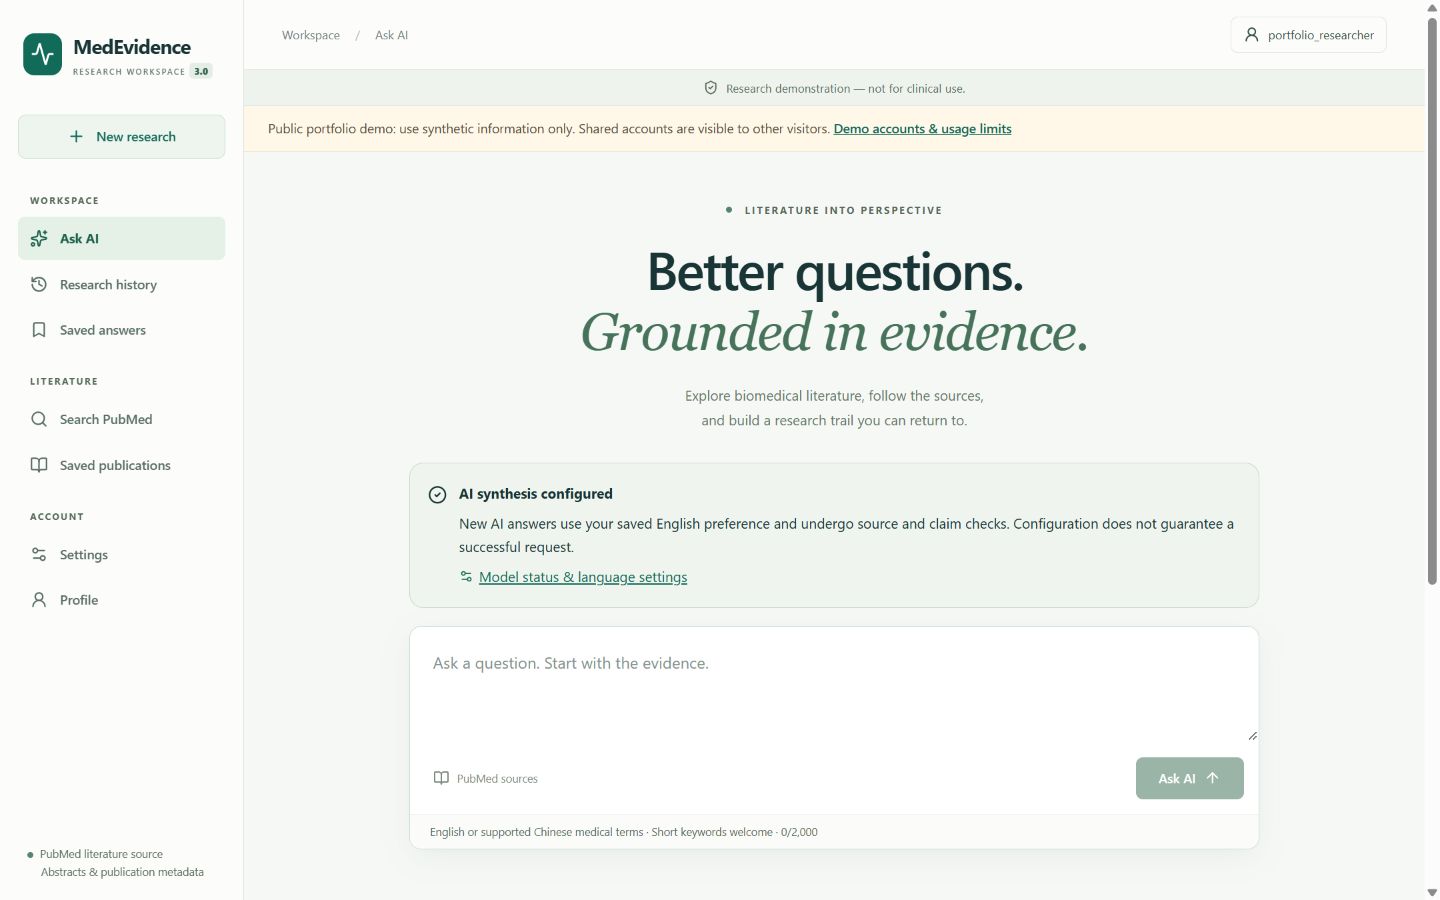 MedEvidence
RESEARCH WORKSPACE 3.0
New research
WORKSPACE
Ask AI
Research history
Saved answers
LITERATURE
Search PubMed
Saved publications
ACCOUNT
Settings
Profile
PubMed literature source
Abstracts & publication metadata
Workspace / Ask AI
portfolio_researcher
Research demonstration — not for clinical use.
Public portfolio demo: use synthetic information only. Shared accounts are visible to other visitors. Demo accounts & usage limits
LITERATURE INTO PERSPECTIVE
Better questions.
Grounded in evidence.
Explore biomedical literature, follow the sources,
and build a research trail you can return to.
AI synthesis configured
New AI answers use your saved English preference and undergo source and claim checks. Configuration does not guarantee a
successful request.
Model status & language settings
Ask a question. Start with the evidence.
PubMed sources
Ask AI
English or supported Chinese medical terms · Short keywords welcome · 0/2,000